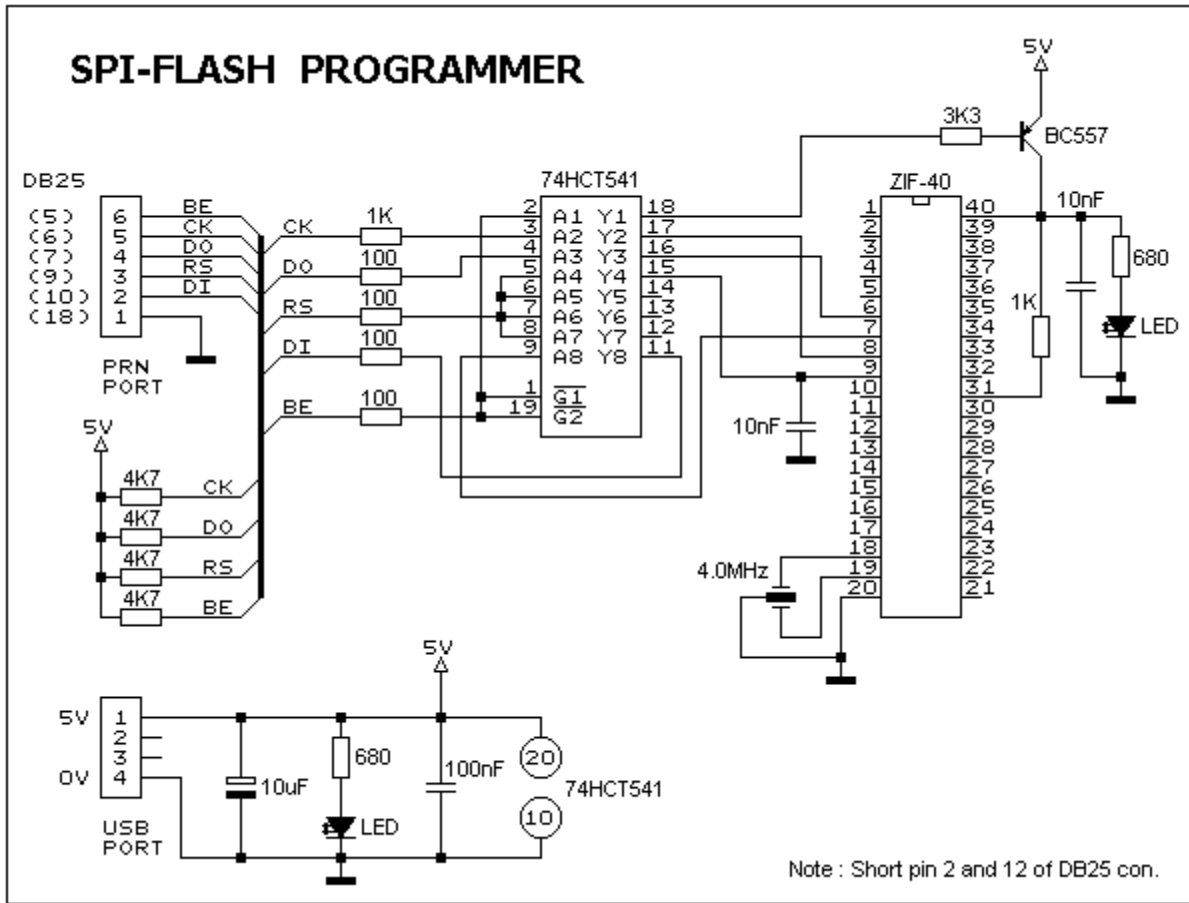 SPI-FLASH PROGRAMMER
5V
3K3
BC557
DB25
74HCT541
ZIF-40
10nF
(5) 6 BE
(6) 5 CK
(7) 4 DO
(9) 3 RS
(10) 2 DI
(18) 1
PRN
PORT
CK 1K
DO 100
RS 100
DI 100
BE 100
2 A1 Y1 18
3 A2 Y2 17
4 A3 Y3 16
5 A4 Y4 15
6 A5 Y5 14
7 A6 Y6 13
8 A7 Y7 12
9 A8 Y8 11
1 G1
19 G2
1 40
2 39
3 38
4 37
5 36
6 35
7 34
8 33
9 32
10 31
11 30
12 29
13 28
14 27
15 26
16 25
17 24
18 23
19 22
20 21
680
1K
LED
10nF
5V
4K7 CK
4K7 DO
4K7 RS
4K7 BE
4.0MHz
5V
5V 1
2
3
0V 4
USB
PORT
10uF
680
LED
100nF
20
74HCT541
10
Note : Short pin 2 and 12 of DB25 con.